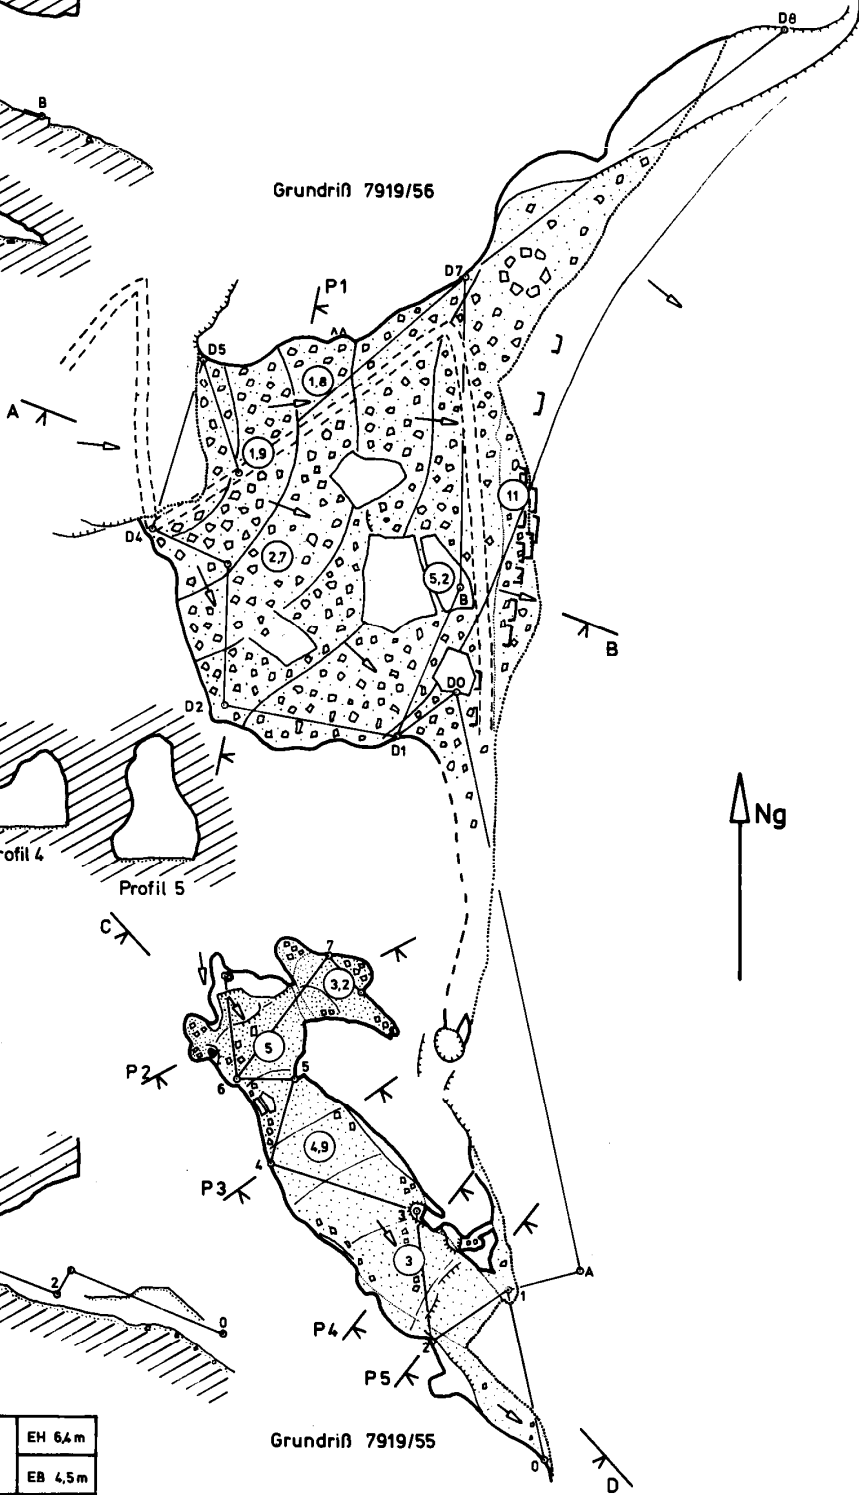 D8
B
Grundriß 7919/56
D7
P1
D5
1,8
A
1,9
11
D4
2,7
5,2
B
B
D0
D2
D1
Ng
rofil 4
Profil 5
C
7
3,2
5
P2
5
6
4,9
4
P3
3
3
A
2
1
0
P4
2
P5
EH 6,4m
Grundriß 7919/55
0
EB 4,5m
D